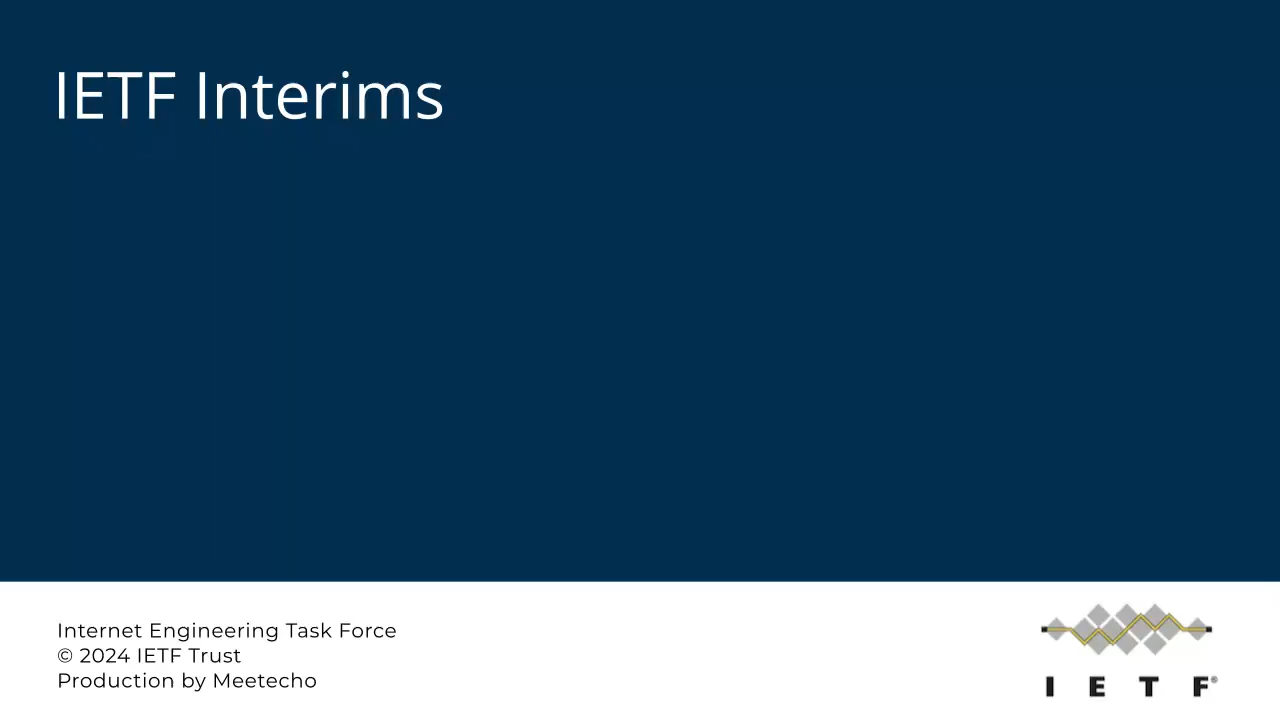 IETF Interims
Internet Engineering Task Force
© 2024 IETF Trust
Production by Meetecho
I E T F®